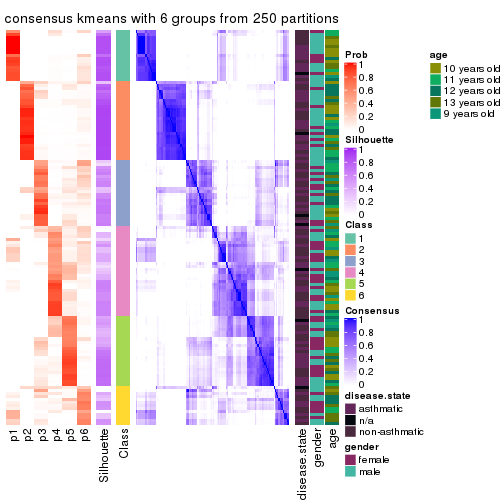 consensus kmeans with 6 groups from 250 partitions
Prob
1
0.8
0.6
0.4
0.2
0
Silhouette
1
0.8
0.6
0.4
0.2
0
Class
1
2
3
4
5
6
Consensus
1
0.8
0.6
0.4
0.2
0
disease.state
asthmatic
n/a
non-asthmatic
gender
female
male
age
10 years old
11 years old
12 years old
13 years old
9 years old
p1
p2
p3
p4
p5
p6
Silhouette
Class
disease.state
gender
age